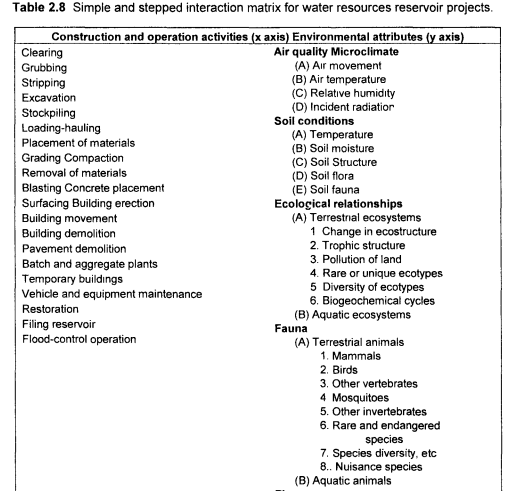 Table 2.8 Simple and stepped interaction matrix for water resources reservoir projects.
Construction and operation activities (x axis) Environmental attributes (y axis)
Clearing
Grubbing
Stripping
Excavation
Stockpiling
Loading-hauling
Placement of materials
Grading Compaction
Removal of materials
Blasting Concrete placement
Surfacing Building erection
Building movement
Building demolition
Pavement demolition
Batch and aggregate plants
Temporary buildings
Vehicle and equipment maintenance
Restoration
Filing reservoir
Flood-control operation
Air quality Microclimate
(A) Air movement
(B) Air temperature
(C) Relative humidity
(D) Incident radiation
Soil conditions
(A) Temperature
(B) Soil moisture
(C) Soil Structure
(D) Soil flora
(E) Soil fauna
Ecological relationships
(A) Terrestrial ecosystems
1 Change in ecostructure
2. Trophic structure
3. Pollution of land
4. Rare or unique ecotypes
5 Diversity of ecotypes
6. Biogeochemical cycles
(B) Aquatic ecosystems
Fauna
(A) Terrestrial animals
1. Mammals
2. Birds
3. Other vertebrates
4 Mosquitoes
5. Other invertebrates
6. Rare and endangered
species
7. Species diversity, etc
8.. Nuisance species
(B) Aquatic animals